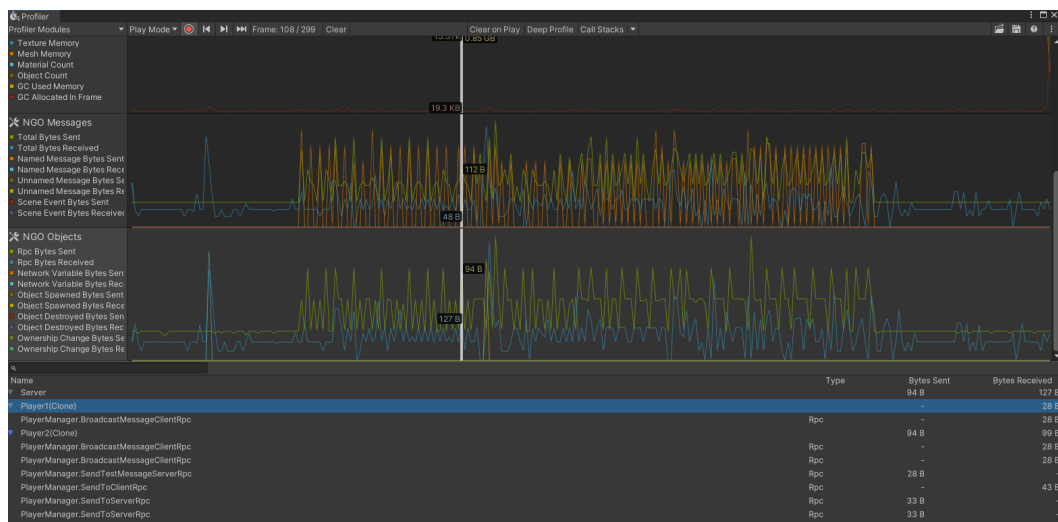 Profiler
Profiler Modules Play Mode Frame: 108 / 299 Clear Clear on Play Deep Profile Call Stacks
Texture Memory
Mesh Memory
Material Count
Object Count
GC Used Memory
GC Allocated In Frame
0.85 GB
19.3 KB
NGO Messages
Total Bytes Sent
Total Bytes Received
Named Message Bytes Sent
Named Message Bytes Rece
Unnamed Message Bytes Se
Unnamed Message Bytes Re
Scene Event Bytes Sent
Scene Event Bytes Received
112 B
48 B
NGO Objects
Rpc Bytes Sent
Rpc Bytes Received
Network Variable Bytes Sen
Network Variable Bytes Rec
Object Spawned Bytes Sent
Object Spawned Bytes Rece
Object Destroyed Bytes Sen
Object Destroyed Bytes Rec
Ownership Change Bytes Se
Ownership Change Bytes Re
94 B
127 B
Name Type Bytes Sent Bytes Received
Server 94 B 127 B
Player1(Clone) - 28 B
PlayerManager.BroadcastMessageClientRpc Rpc - 28 B
Player2(Clone) 94 B 99 B
PlayerManager.BroadcastMessageClientRpc Rpc - 28 B
PlayerManager.BroadcastMessageClientRpc Rpc - 28 B
PlayerManager.SendTestMessageServerRpc Rpc 28 B -
PlayerManager.SendToClientRpc Rpc - 43 B
PlayerManager.SendToServerRpc Rpc 33 B -
PlayerManager.SendToServerRpc Rpc 33 B -